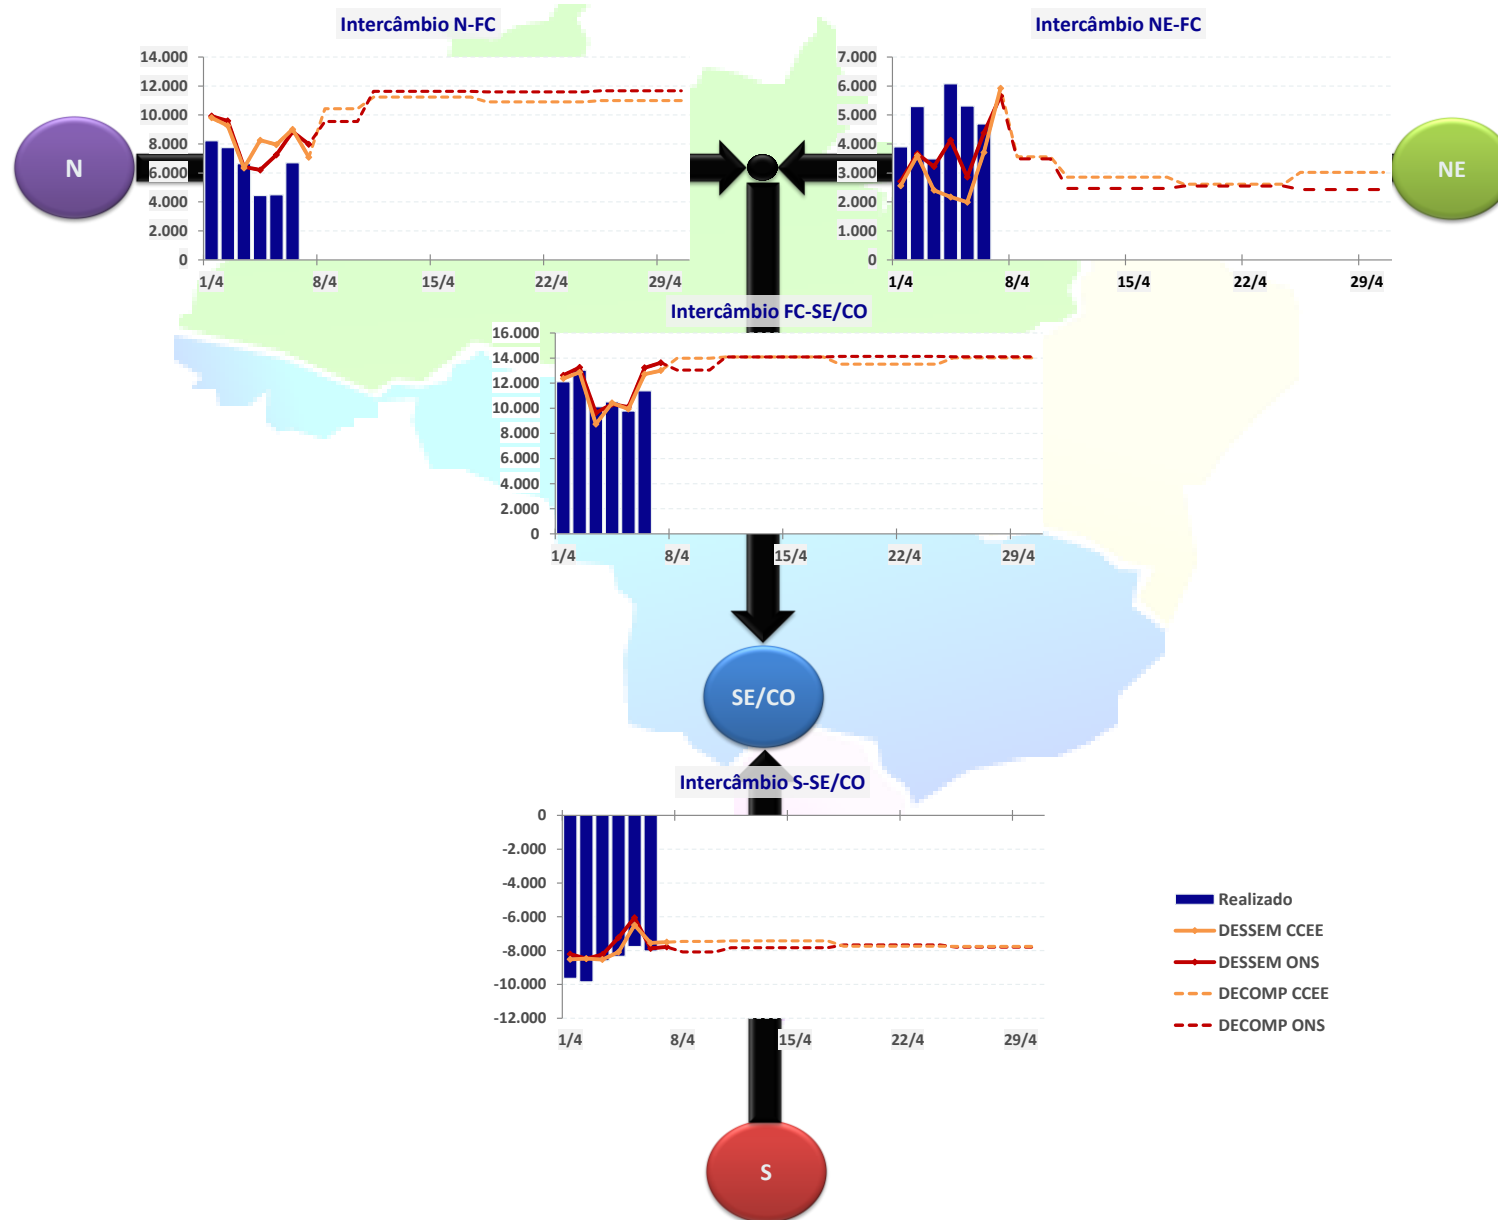 Intercâmbio N-FC
14.000
12.000
10.000
8.000
6.000
4.000
2.000
0
1/4 8/4 15/4 22/4 29/4
N
Intercâmbio NE-FC
7.000
6.000
5.000
4.000
3.000
2.000
1.000
0
1/4 8/4 15/4 22/4 29/4
NE
Intercâmbio FC-SE/CO
16.000
14.000
12.000
10.000
8.000
6.000
4.000
2.000
0
1/4 8/4 15/4 22/4 29/4
SE/CO
Intercâmbio S-SE/CO
0
-2.000
-4.000
-6.000
-8.000
-10.000
-12.000
1/4 8/4 15/4 22/4 29/4
Realizado
DESSEM CCEE
DESSEM ONS
DECOMP CCEE
DECOMP ONS
S